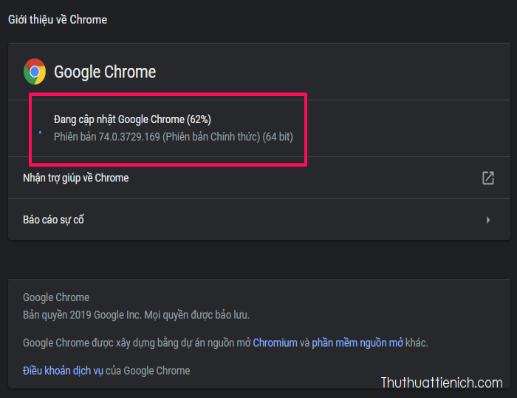 Giới thiệu về Chrome
Google Chrome
Đang cập nhật Google Chrome (62%)
Phiên bản 74.0.3729.169 (Phiên bản Chính thức) (64 bit)
Nhận trợ giúp về Chrome
Báo cáo sự cố
Google Chrome
Bản quyền 2019 Google Inc. Mọi quyền được bảo lưu.
Google Chrome được xây dựng bằng dự án nguồn mở Chromium và phần mềm nguồn mở khác.
Điều khoản dịch vụ của Google Chrome
Thuthuattienich.com